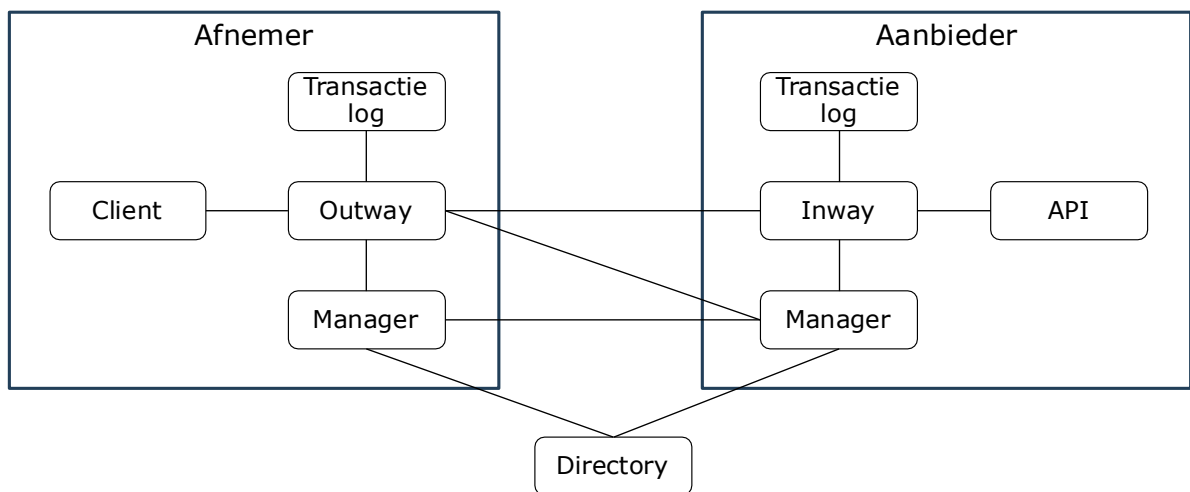 Afnemer
Aanbieder
Transactie
log
Transactie
log
Client
Outway
Inway
API
Manager
Manager
Directory